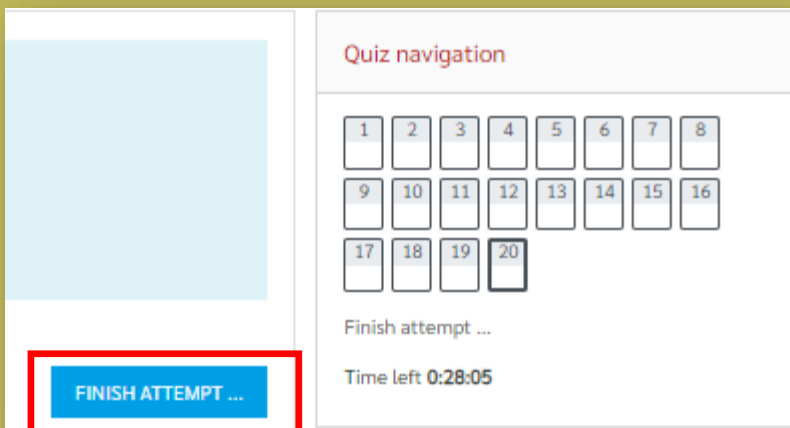 Quiz navigation
1 2 3 4 5 6 7 8
9 10 11 12 13 14 15 16
17 18 19 20
Finish attempt ...
Time left 0:28:05
FINISH ATTEMPT ...